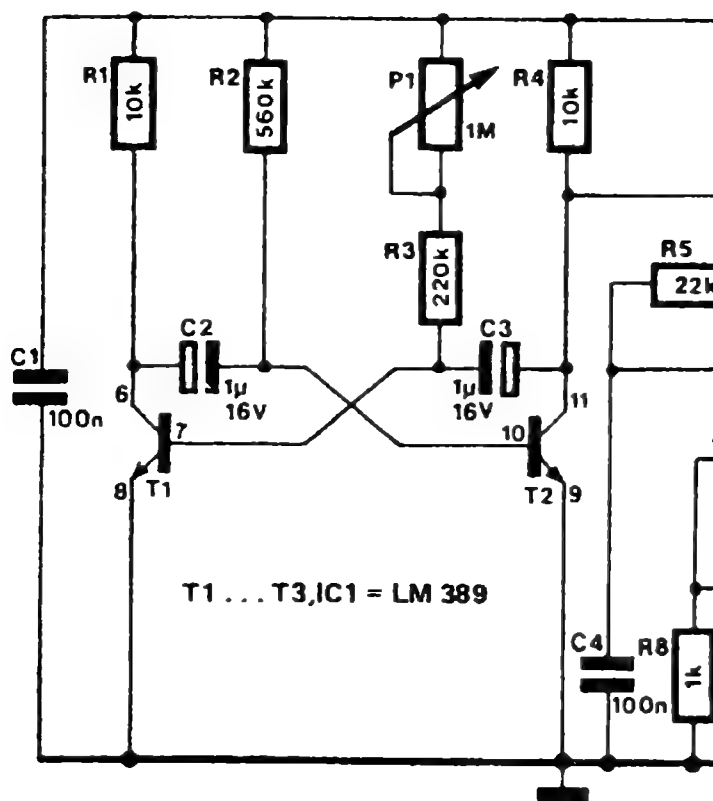 R1
10k
R2
560k
P1
1M
R4
10k
R3
220k
R5
22k
C1
100n
C2
1µ
16V
C3
1µ
16V
6
7
8
T1
11
10
9
T2
T1 . . . T3,IC1 = LM 389
C4
100n
R8
1k